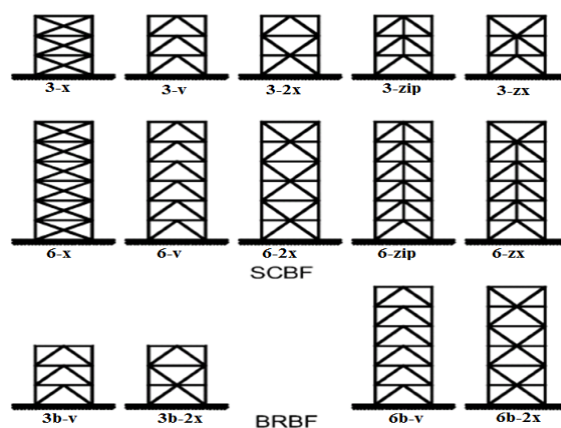 3-x 3-v 3-2x 3-zip 3-zx
6-x 6-v 6-2x 6-zip 6-zx
SCBF
3b-v 3b-2x BRBF 6b-v 6b-2x